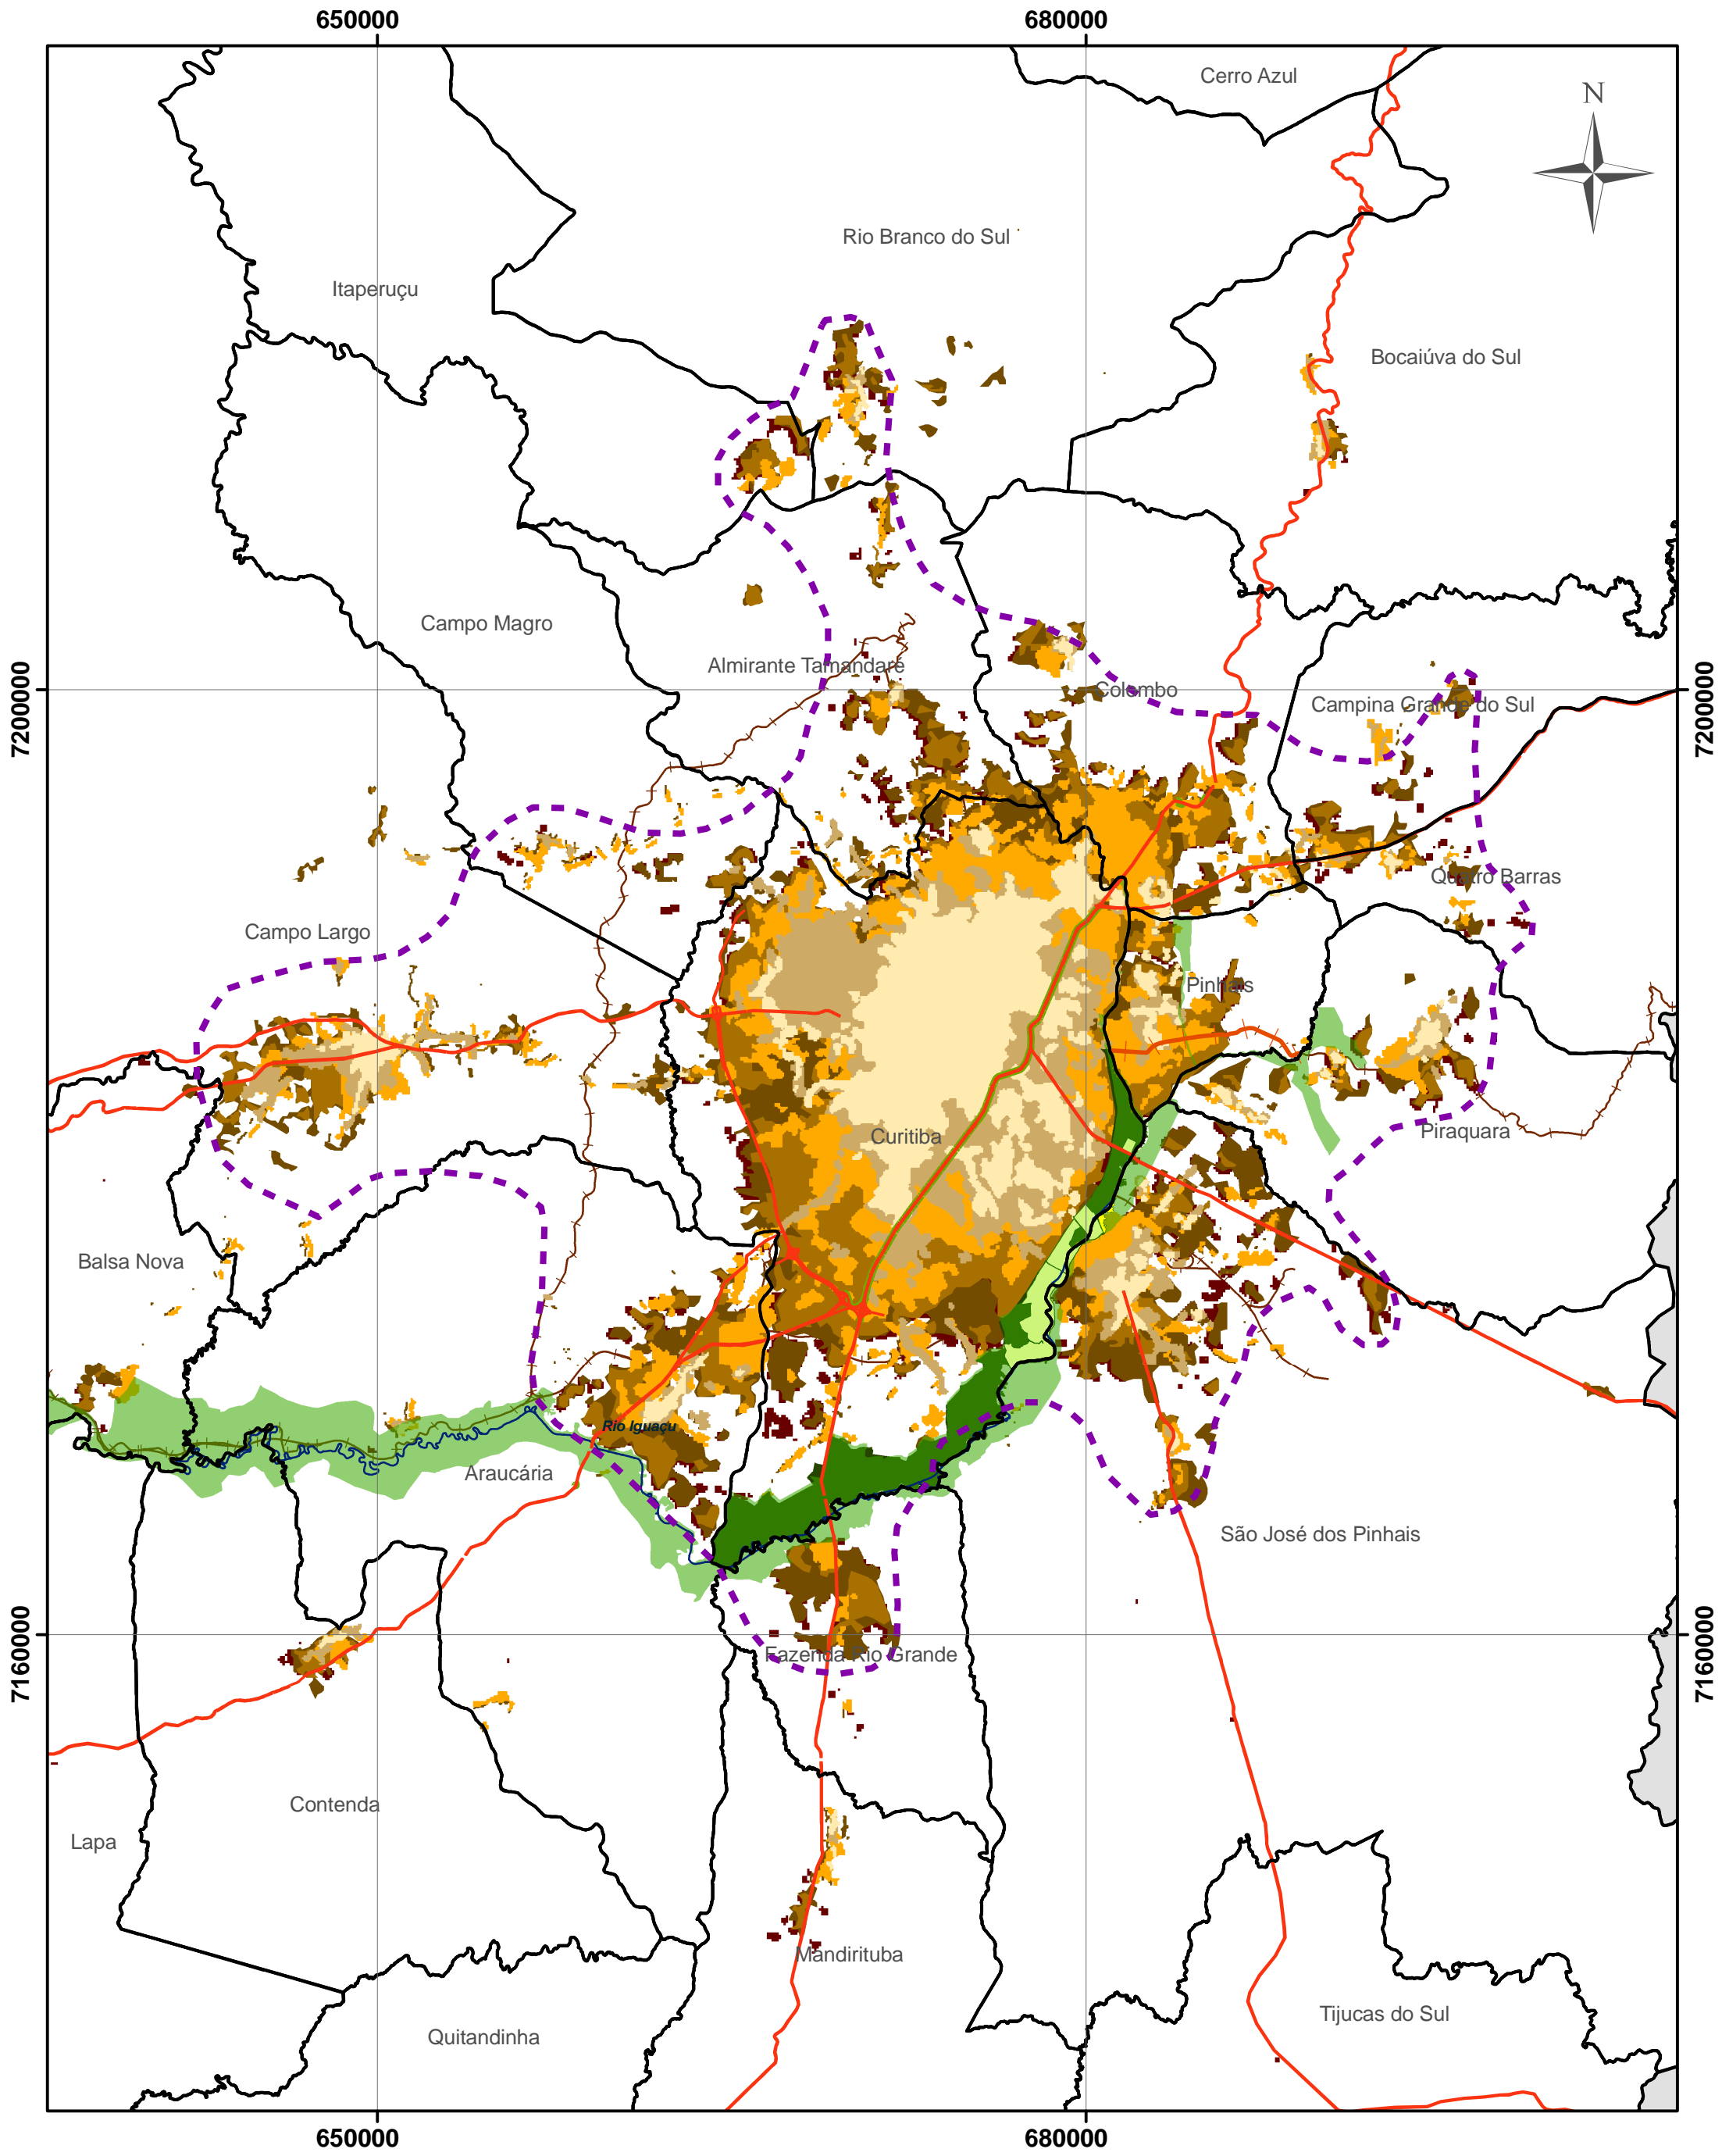 650000
680000
Cerro Azul
N
Rio Branco do Sul
Itaperuçu
Bocaiúva do Sul
Campo Magro
Almirante Tamandaré
Colombo
Campina Grande do Sul
7200000
7200000
Quatro Barras
Campo Largo
Pinhais
Curitiba
Piraquara
Balsa Nova
Rio Iguaçu
Araucária
São José dos Pinhais
7160000
7160000
Fazenda Rio Grande
Contenda
Lapa
Mandirituba
Tijucas do Sul
Quitandinha
650000
680000